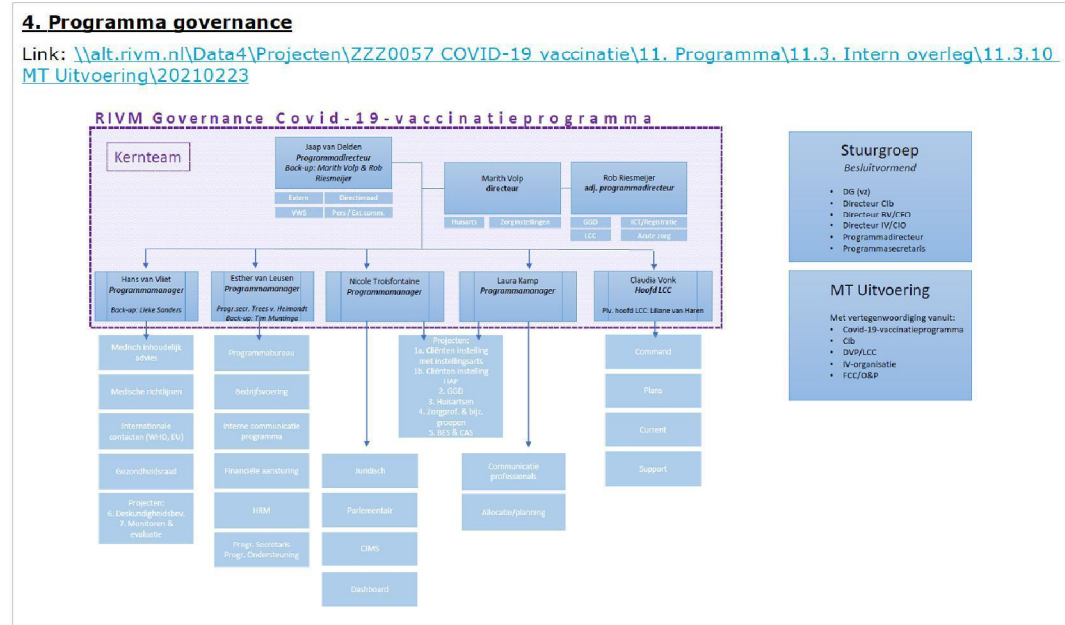 4. Programma governance
Link: \\alt.rivm.nl\Data4\Projecten\ZZZ0057 COVID-19 vaccinatie\11. Programma\11.3. Intern overleg\11.3.10
MT Uitvoering\20210223
RIVM Governance Covid-19-vaccinatieprogramma
Kernteam
Jaap van Delden
Programmadirecteur
Back-up: Marith Volp & Rob
Riesmeijer
Extern
Directieraad
VWS
Pers / Ext.comm.
Marith Volp
directeur
Huisarts
Zorginstellingen
Rob Riesmeijer
adj. programmadirecteur
GGD
ICT/Registratie
LCC
Acute zorg
Hans van Vliet
Programmamanager
Back-up: Lieke Sanders
Esther van Leusen
Programmamanager
Progr.secr. Trees v. Helmondt
Back-up: Tjm Muntinga
Nicole Troisfontaine
Programmamanager
Laura Kamp
Programmamanager
Claudia Vonk
Hoofd LCC
Plv. hoofd LCC: Liliane van Haren
Medisch inhoudelijk
advies
Medische richtlijnen
Internationale
contacten (WHO, EU)
Gezondheidsraad
Projecten:
6. Deskundigheidsbev.
7. Monitoren &
evaluatie
Programmabureau
Bedrijfsvoering
Interne communicatie
programma
Financiële aansturing
HRM
Progr. Secretaris
Progr. Ondersteuning
Juridisch
Parlementair
CIMS
Dashboard
Projecten:
1a. Cliënten instelling
met instellingsarts
1b. Cliënten instelling
HAP
2. GGD
3. Huisartsen
4. Zorgprof. & bijz.
groepen
5. BES & CAS
Communicatie
professionals
Allocatie/planning
Command
Plans
Current
Support
Stuurgroep
Besluitvormend
• DG (vz)
• Directeur CIb
• Directeur BV/CFO
• Directeur IV/CIO
• Programmadirecteur
• Programmasecretaris
MT Uitvoering
Met vertegenwoordiging vanuit:
• Covid-19-vaccinatieprogramma
• CIb
• DVP/LCC
• IV-organisatie
• FCC/O&P